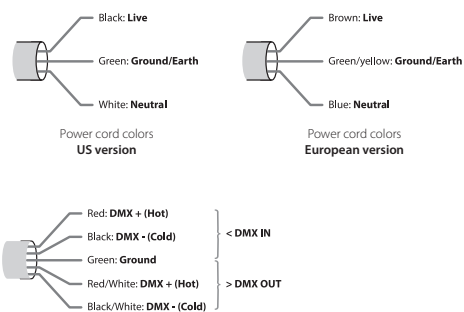 Black: Live
Green: Ground/Earth
White: Neutral
Power cord colors
US version
Brown: Live
Green/yellow: Ground/Earth
Blue: Neutral
Power cord colors
European version
Red: DMX + (Hot)
Black: DMX - (Cold)
Green: Ground
Red/White: DMX + (Hot)
Black/White: DMX - (Cold)
< DMX IN
> DMX OUT